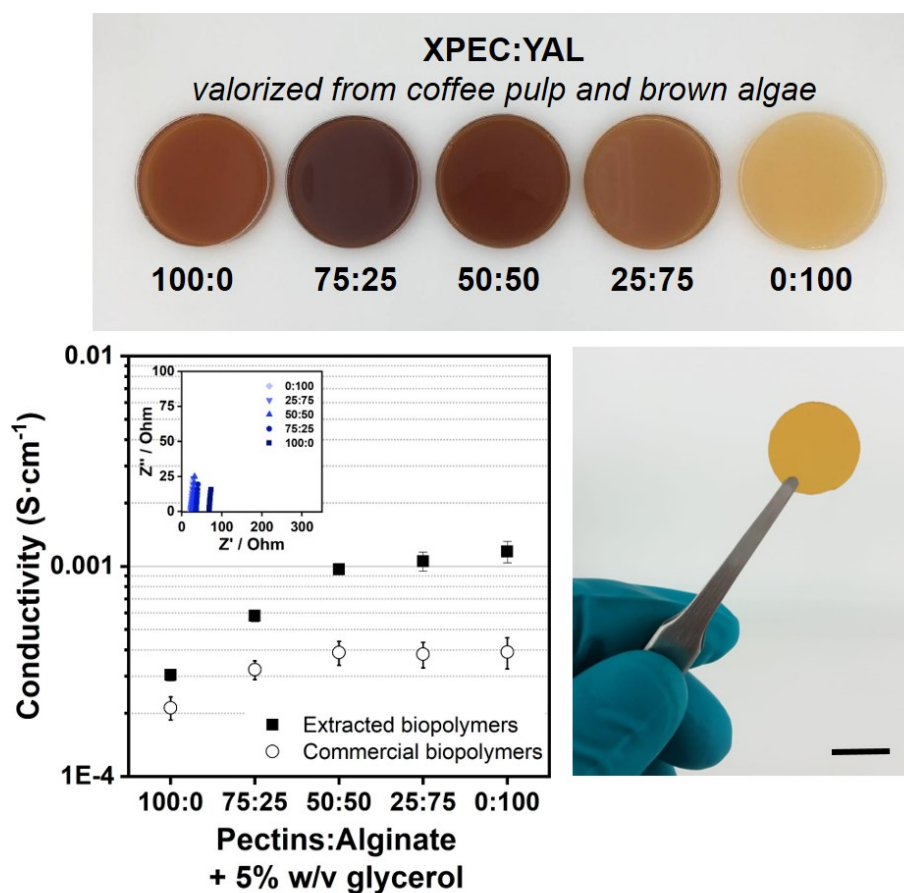 XPEC:YAL
valorized from coffee pulp and brown algae
100:0 75:25 50:50 25:75 0:100
0.01
0.001
1E-4
Conductivity (S·cm⁻¹)
100
75
50
25
0
Z'' / Ohm
0 100 200 300
Z' / Ohm
0:100
25:75
50:50
75:25
100:0
Extracted biopolymers
Commercial biopolymers
100:0 75:25 50:50 25:75 0:100
Pectins:Alginate
+ 5% w/v glycerol